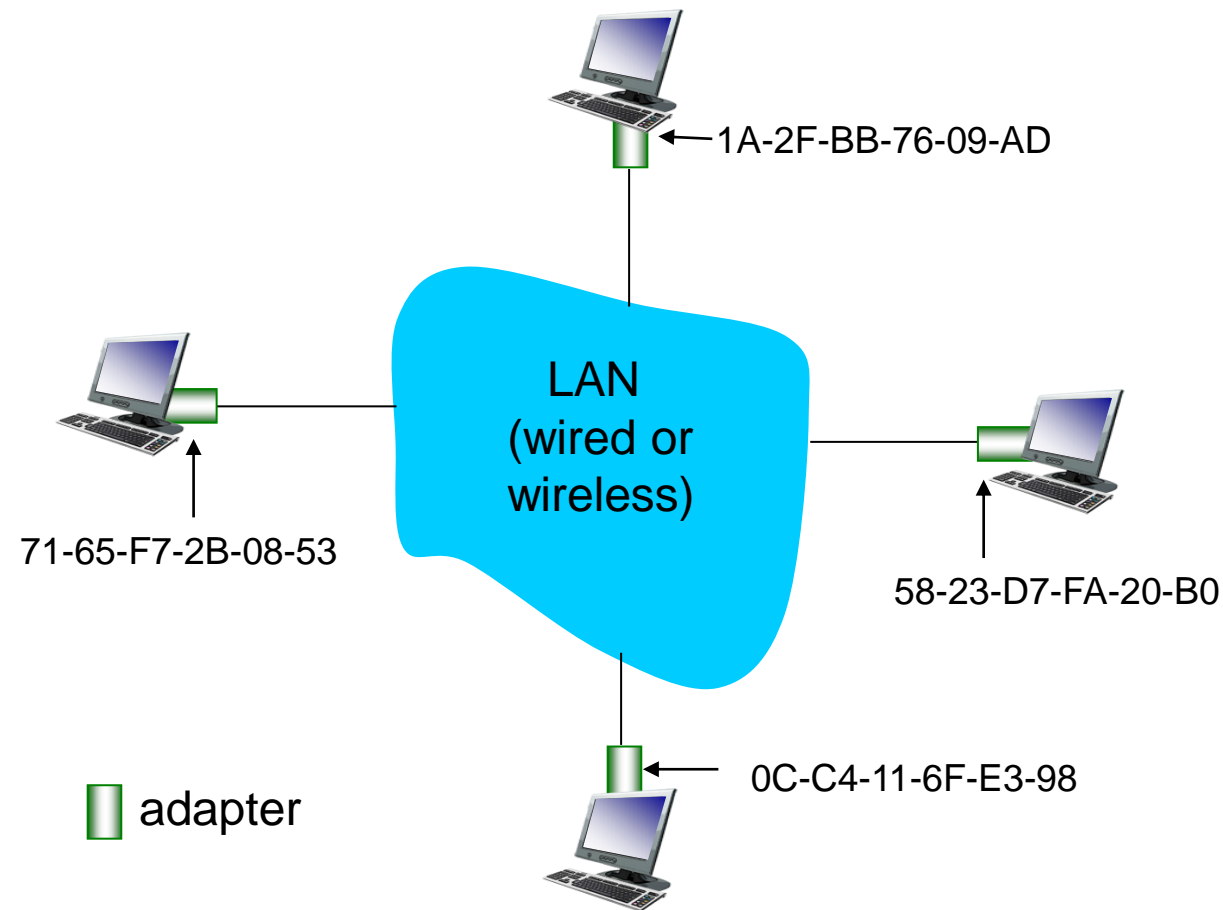 1A-2F-BB-76-09-AD
LAN
(wired or
wireless)
71-65-F7-2B-08-53
58-23-D7-FA-20-B0
0C-C4-11-6F-E3-98
adapter